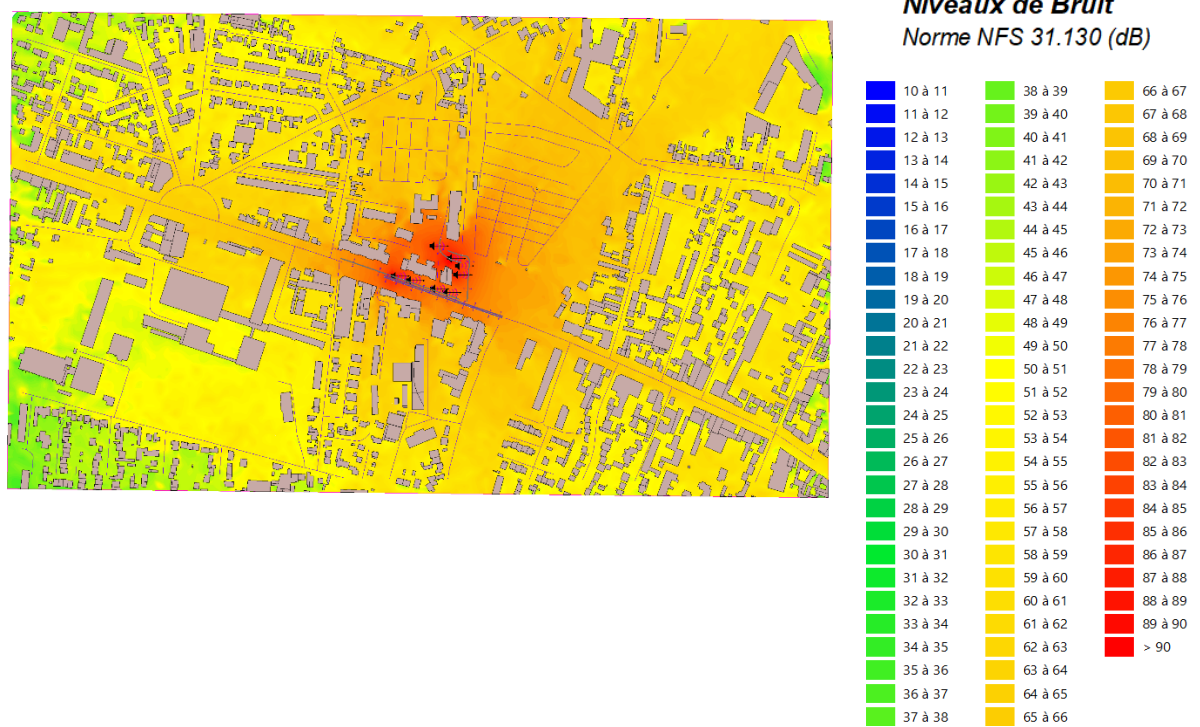 Niveaux de Bruit
Norme NFS 31.130 (dB)
10 à 11
11 à 12
12 à 13
13 à 14
14 à 15
15 à 16
16 à 17
17 à 18
18 à 19
19 à 20
20 à 21
21 à 22
22 à 23
23 à 24
24 à 25
25 à 26
26 à 27
27 à 28
28 à 29
29 à 30
30 à 31
31 à 32
32 à 33
33 à 34
34 à 35
35 à 36
36 à 37
37 à 38
38 à 39
39 à 40
40 à 41
41 à 42
42 à 43
43 à 44
44 à 45
45 à 46
46 à 47
47 à 48
48 à 49
49 à 50
50 à 51
51 à 52
52 à 53
53 à 54
54 à 55
55 à 56
56 à 57
57 à 58
58 à 59
59 à 60
60 à 61
61 à 62
62 à 63
63 à 64
64 à 65
65 à 66
66 à 67
67 à 68
68 à 69
69 à 70
70 à 71
71 à 72
72 à 73
73 à 74
74 à 75
75 à 76
76 à 77
77 à 78
78 à 79
79 à 80
80 à 81
81 à 82
82 à 83
83 à 84
84 à 85
85 à 86
86 à 87
87 à 88
88 à 89
89 à 90
> 90